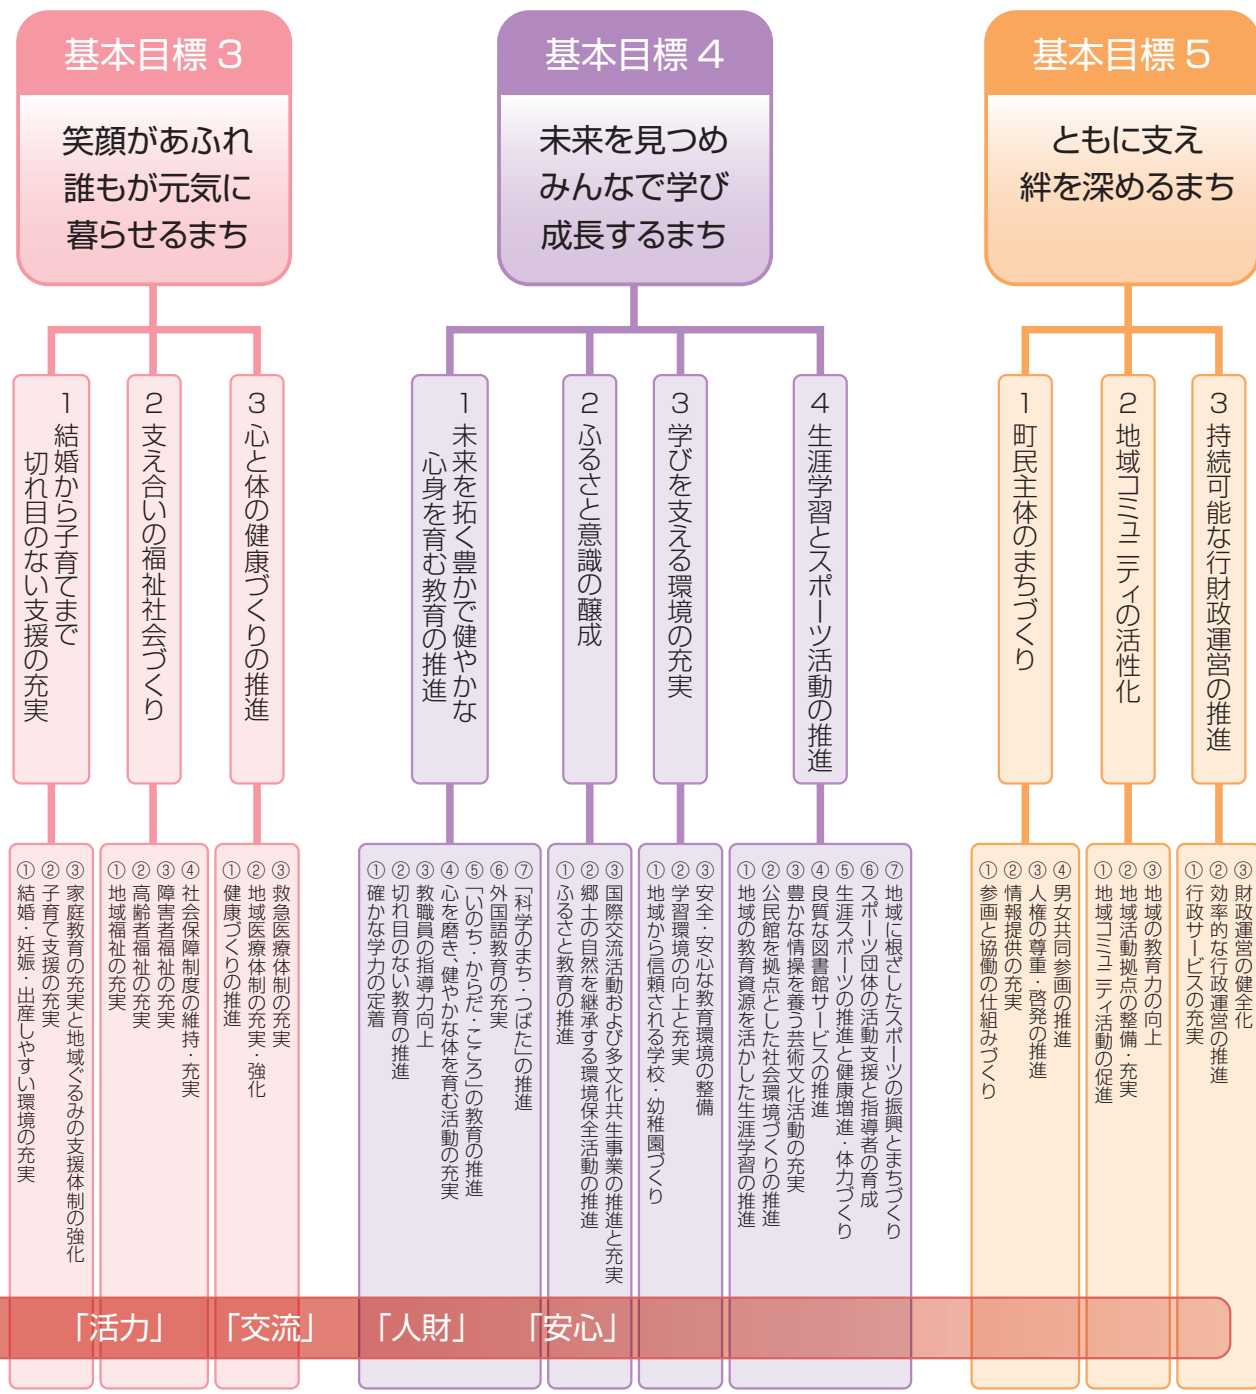 基本目標 3
笑顔があふれ
誰もが元気に
暮らせるまち
1 結婚から子育てまで
切れ目のない支援の充実
2 支え合いの福祉社会づくり
3 心と体の健康づくりの推進
① 結婚・妊娠・出産しやすい環境の充実
② 子育て支援の充実
③ 家庭教育の充実と地域ぐるみの支援体制の強化
① 地域福祉の充実
② 高齢者福祉の充実
③ 障害者福祉の充実
④ 社会保障制度の維持・充実
① 健康づくりの推進
② 地域医療体制の充実・強化
③ 救急医療体制の充実
基本目標 4
未来を見つめ
みんなで学び
成長するまち
1 未来を拓く豊かで健やかな
心身を育む教育の推進
2 ふるさと意識の醸成
3 学びを支える環境の充実
4 生涯学習とスポーツ活動の推進
① 確かな学力の定着
② 切れ目のない教育の推進
③ 教職員の指導力向上
④ 心を磨き、健やかな体を育む活動の充実
⑤ 「いのち・からだ・こころ」の教育の推進
⑥ 外国語教育の充実
⑦ 「科学のまち・つばた」の推進
① ふるさと教育の推進
② 郷土の自然を継承する環境保全活動の推進
③ 国際交流活動および多文化共生事業の推進と充実
① 地域から信頼される学校・幼稚園づくり
② 学習環境の向上と充実
③ 安全・安心な教育環境の整備
① 地域の教育資源を活かした生涯学習の推進
② 公民館を拠点とした社会環境づくりの推進
③ 豊かな情操を養う芸術文化活動の充実
④ 良質な図書館サービスの推進
⑤ 生涯スポーツの推進と健康増進・体力づくり
⑥ スポーツ団体の活動支援と指導者の育成
⑦ 地域に根ざしたスポーツの振興とまちづくり
基本目標 5
ともに支え
絆を深めるまち
1 町民主体のまちづくり
2 地域コミュニティの活性化
3 持続可能な行財政運営の推進
① 参画と協働の仕組みづくり
② 情報提供の充実
③ 人権の尊重・啓発の推進
④ 男女共同参画の推進
① 地域コミュニティ活動の促進
② 地域活動拠点の整備・充実
③ 地域の教育力の向上
① 行政サービスの充実
② 効率的な行政運営の推進
③ 財政運営の健全化
「活力」 「交流」 「人財」 「安心」